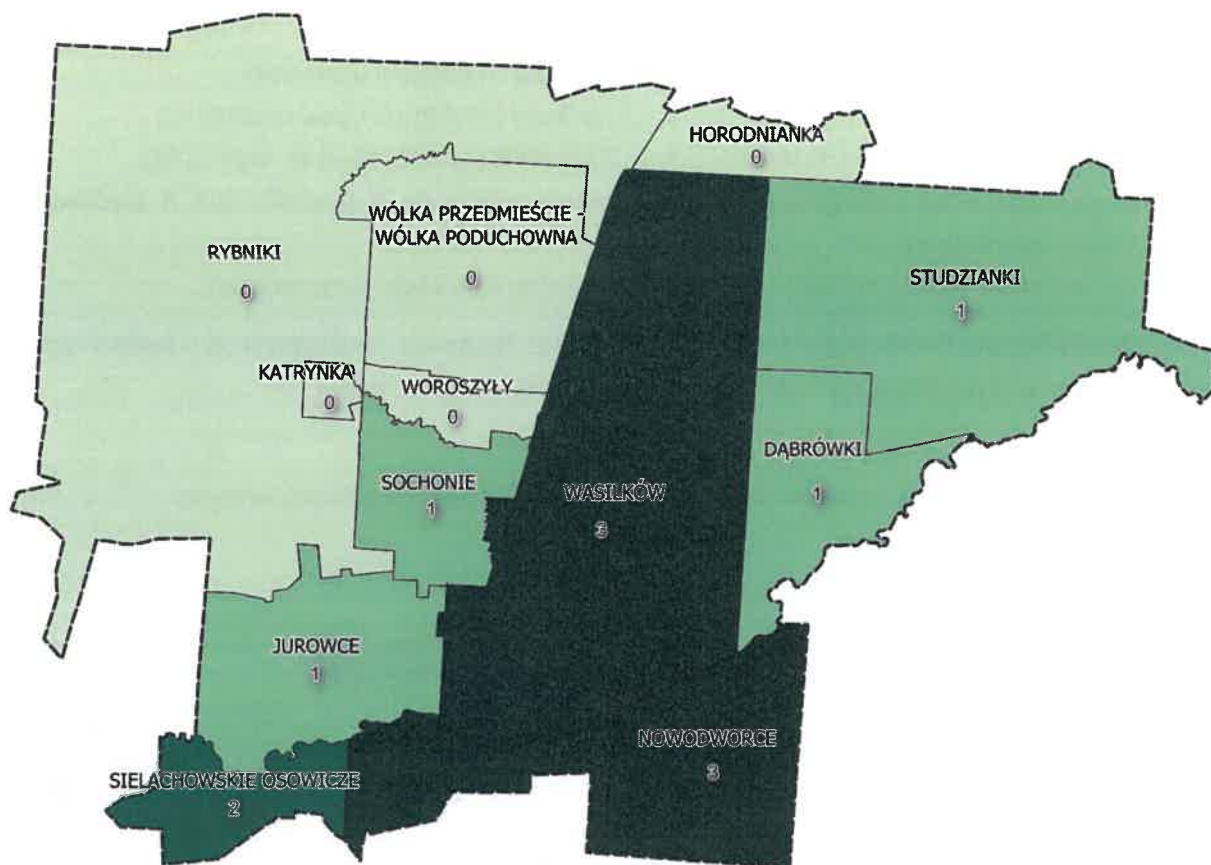 HORODNIANKA
0
WÓLKA PRZEDMIEŚCIE -
WÓLKA PODUCHOWNA
0
RYBNIKI
0
STUDZIANKI
1
KATRYNKA
0
WOROSZYŁY
0
DĄBRÓWKI
1
SOCHONIE
1
WASILKÓW
3
JUROWCE
1
NOWODWORCE
3
SIELACHOWSKIE OSOWICZE
2